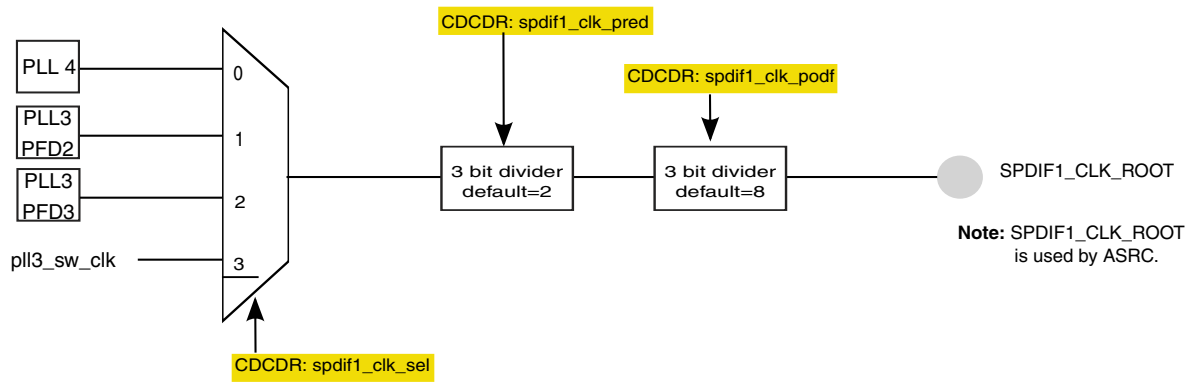 CDCDR: spdif1_clk_pred
PLL 4
0
CDCDR: spdif1_clk_podf
PLL3
PFD2
1
3 bit divider
default=2
3 bit divider
default=8
SPDIF1_CLK_ROOT
PLL3
PFD3
2
Note: SPDIF1_CLK_ROOT
is used by ASRC.
pll3_sw_clk
3
CDCDR: spdif1_clk_sel